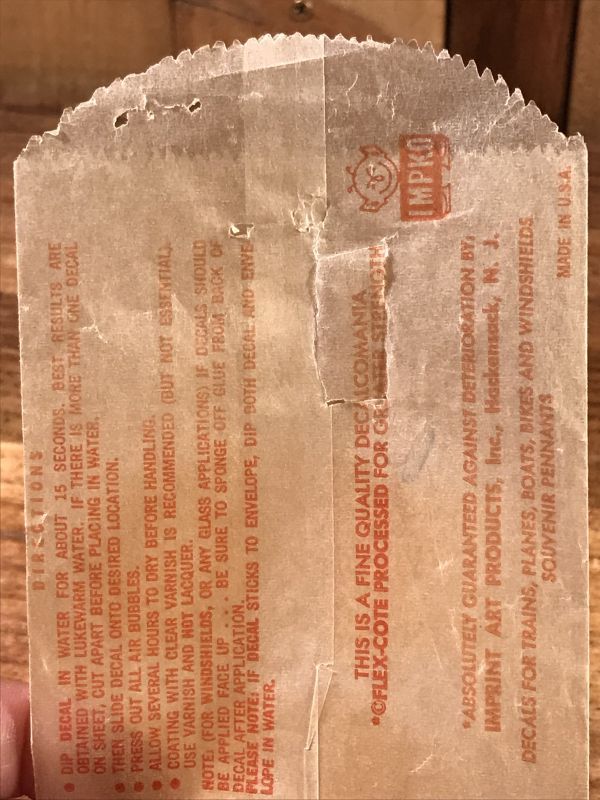 DIRECTIONS
● DIP DECAL IN WATER FOR ABOUT 15 SECONDS. BEST RESULTS ARE
OBTAINED WITH LUKEWARM WATER. IF THERE IS MORE THAN ONE DECAL
ON SHEET, CUT APART BEFORE PLACING IN WATER.
● THEN SLIDE DECAL ONTO DESIRED LOCATION.
● PRESS OUT ALL AIR BUBBLES.
● ALLOW SEVERAL HOURS TO DRY BEFORE HANDLING.
● COATING WITH CLEAR VARNISH IS RECOMMENDED (BUT NOT ESSENTIAL).
USE VARNISH AND NOT LACQUER.
NOTE: (FOR WINDSHIELDS, OR ANY GLASS APPLICATIONS) IF DECALS SHOULD
BE APPLIED FACE UP . . . BE SURE TO SPONGE OFF GLUE FROM BACK OF
DECAL AFTER APPLICATION.
PLEASE NOTE: IF DECAL STICKS TO ENVELOPE, DIP BOTH DECAL AND ENVE-
LOPE IN WATER.
IMPKO
THIS IS A FINE QUALITY DECALCOMANIA
*©FLEX-COTE PROCESSED FOR GREATER STRENGTH
*ABSOLUTELY GUARANTEED AGAINST DETERIORATION BY:
IMPRINT ART PRODUCTS, Inc., Hackensack, N. J.
DECALS FOR TRAINS, PLANES, BOATS, BIKES AND WINDSHIELDS
SOUVENIR PENNANTS
MADE IN U.S.A.